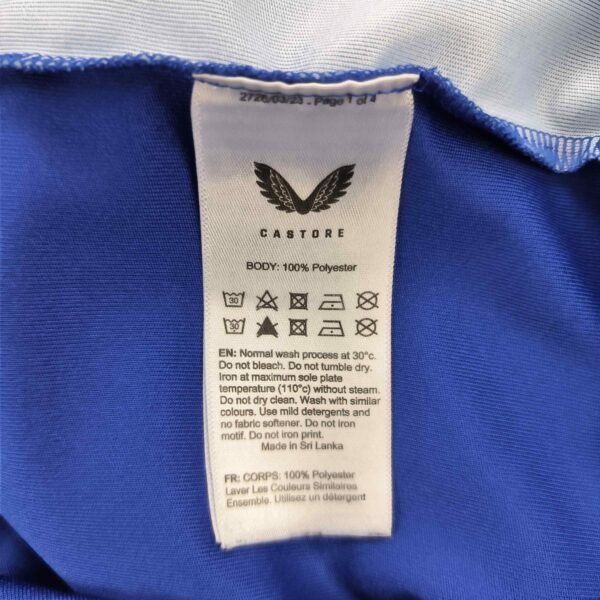 2726/03/23 - Page 1 of 4
CASTORE
BODY: 100% Polyester
30
30
EN: Normal wash process at 30°c.
Do not bleach. Do not tumble dry.
Iron at maximum sole plate
temperature (110°c) without steam.
Do not dry clean. Wash with similar
colours. Use mild detergents and
no fabric softener. Do not iron
motif. Do not iron print.
Made in Sri Lanka
FR: CORPS: 100% Polyester
Laver Les Couleurs Similaires
Ensemble. Utilisez un détergent